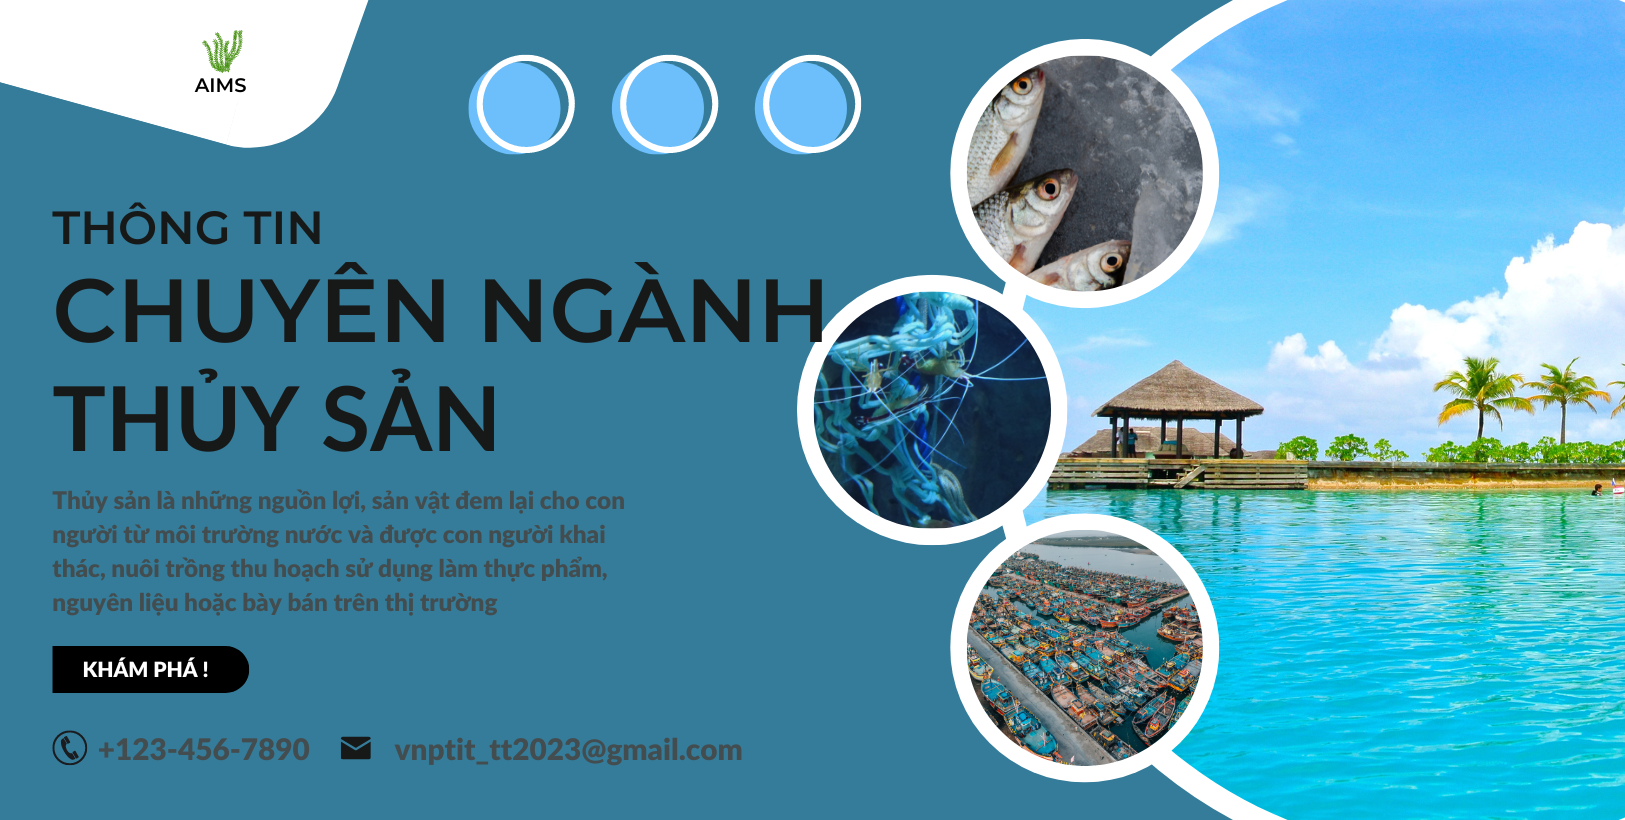 AIMS
THÔNG TIN
CHUYÊN NGÀNH
THỦY SẢN
Thủy sản là những nguồn lợi, sản vật đem lại cho con
người từ môi trường nước và được con người khai
thác, nuôi trồng thu hoạch sử dụng làm thực phẩm,
nguyên liệu hoặc bày bán trên thị trường
KHÁM PHÁ !
+123-456-7890 vnptit_tt2023@gmail.com